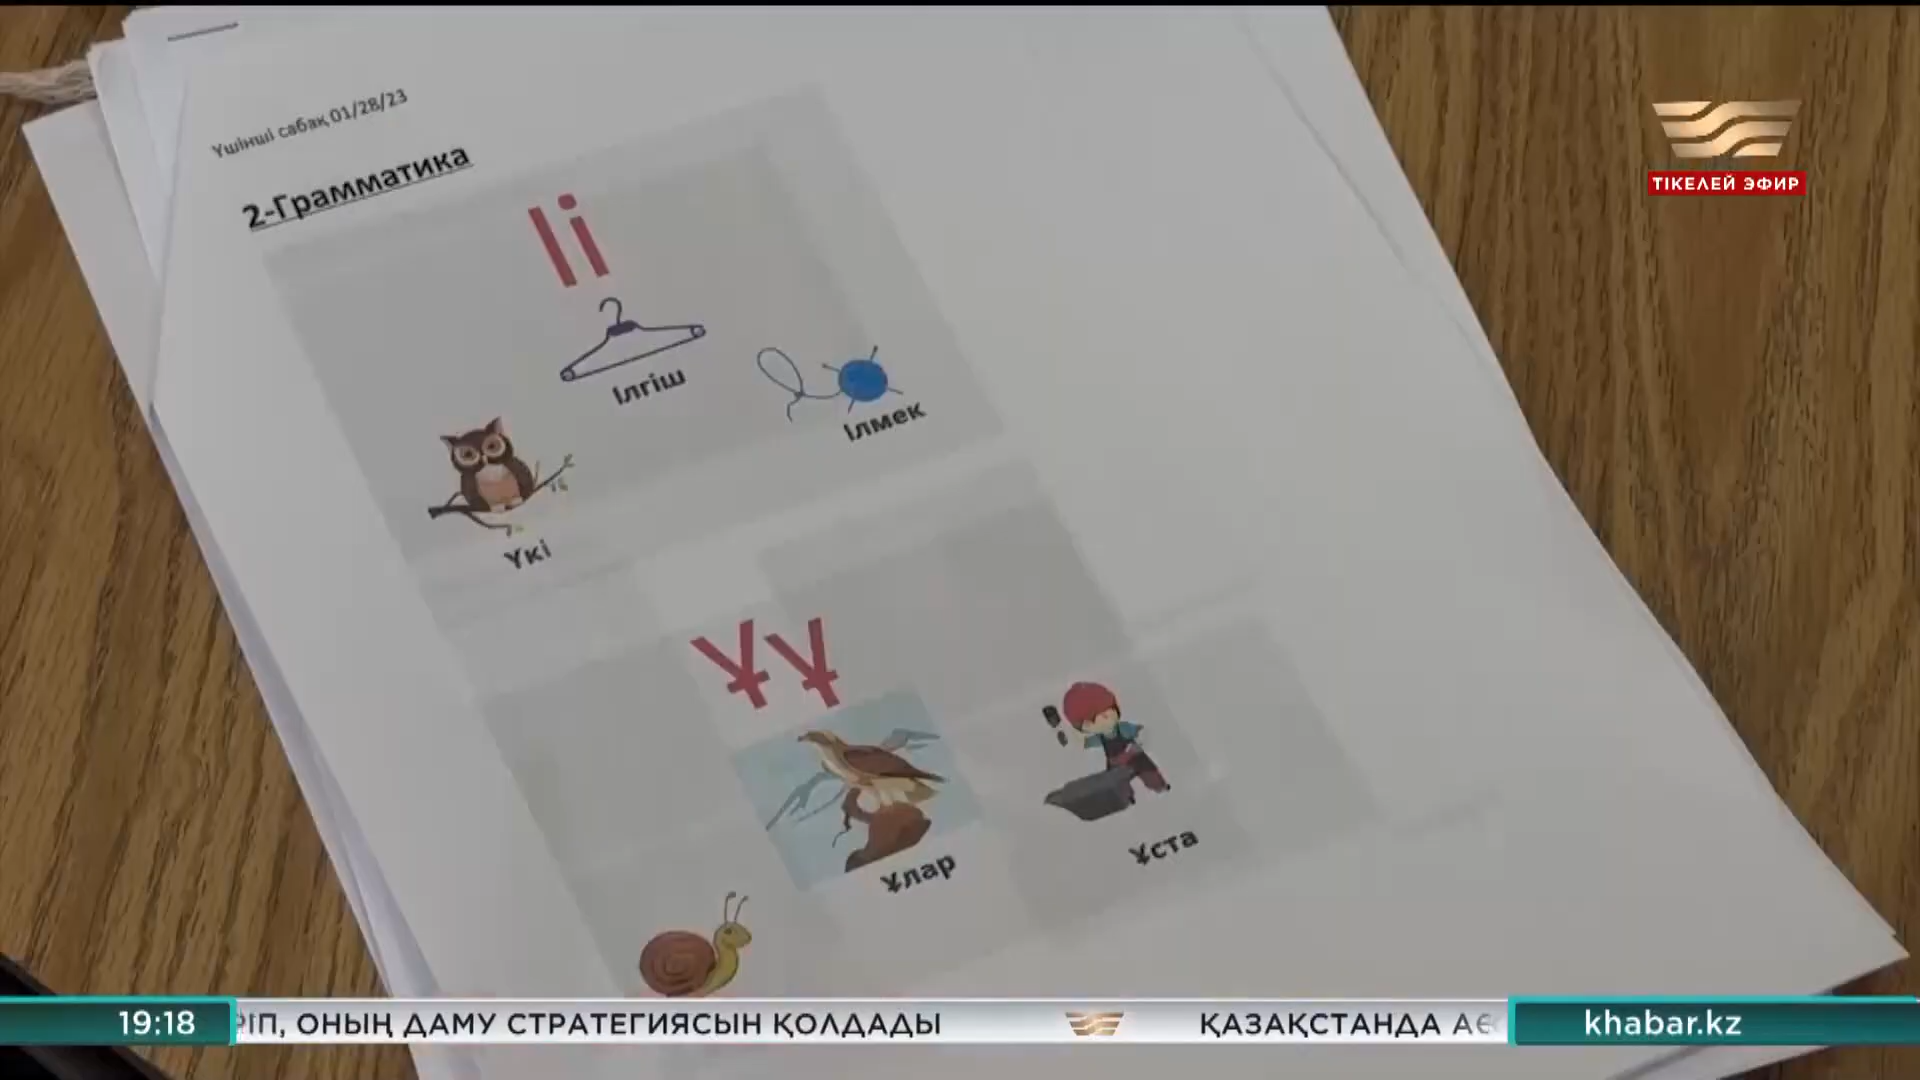 Үшінші сабақ 01/28/23
2-Грамматика
Іі
Ілгіш
Ілмек
Үкі
Ұұ
Ұлар
Ұста
ТІКЕЛЕЙ ЭФИР
19:18
ОНЫҢ ДАМУ СТРАТЕГИЯСЫН ҚОЛДАДЫ
ҚАЗАҚСТАНДА
khabar.kz